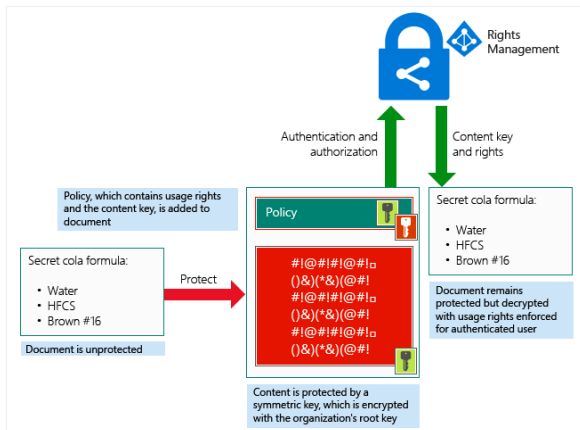 Rights
Management
Authentication and
authorization
Content key
and rights
Policy, which contains usage rights
and the content key, is added to
document
Policy
Secret cola formula:
• Water
• HFCS
• Brown #16
Secret cola formula:
• Water
• HFCS
• Brown #16
Protect
#!@#!#!@#!□
()&)(*&)(@#!
#!@#!#!@#!□
()&)(*&)(@#!
#!@#!#!@#!□
()&)(*&)(@#!
Document is unprotected
Document remains
protected but decrypted
with usage rights enforced
for authenticated user
Content is protected by a
symmetric key, which is encrypted
with the organization's root key